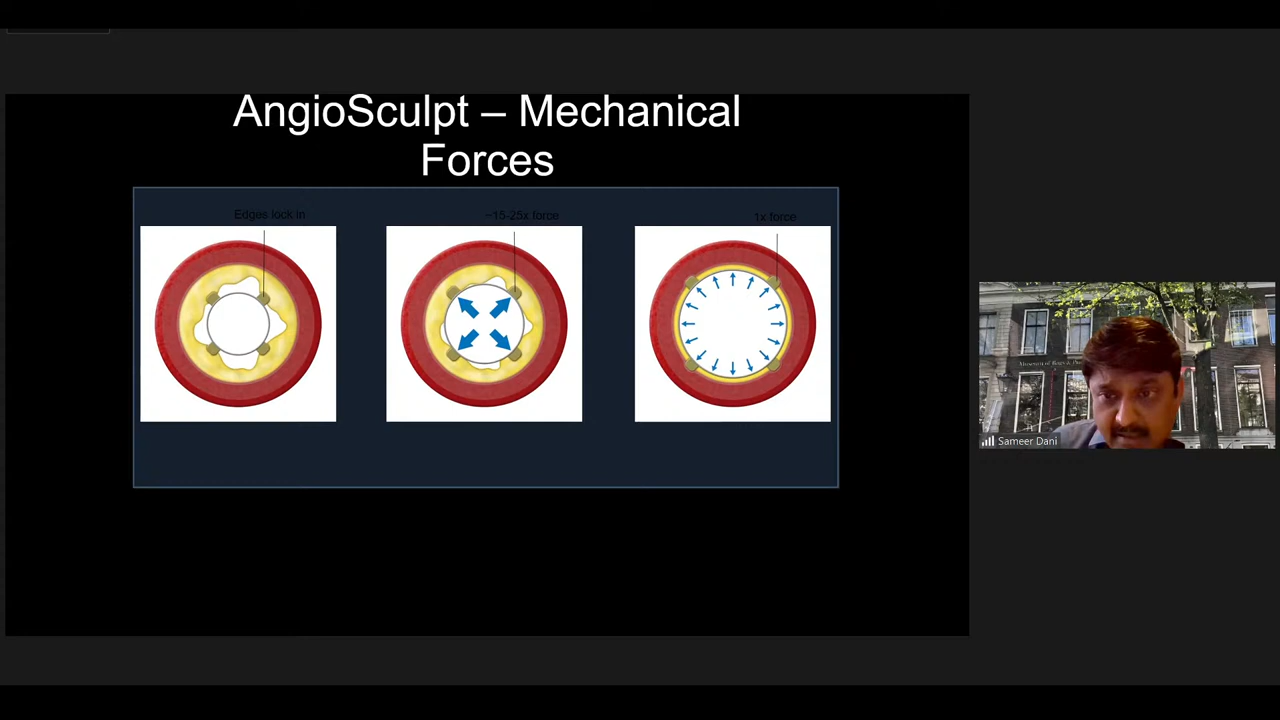 AngioSculpt – Mechanical
Forces
Edges lock in
~15-25x force
1x force
Sameer Dani